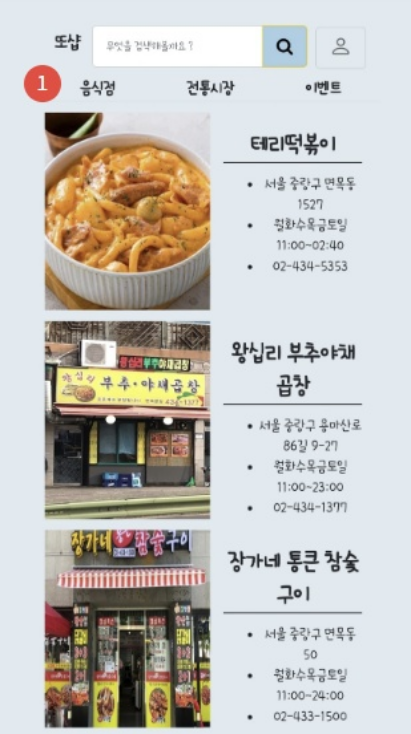 또샵
무엇을 검색해볼까요?
1
음식점 전통시장 이벤트
테리떡볶이
서울 중랑구 면목동
1527
월화수목금토일
11:00~02:40
02-434-5353
왕십리 부추야채
곱창
서울 중랑구 용마산로
86길 9-27
월화수목금토일
11:00~23:00
02-434-1377
왕십리부추야채곱창
왕십리
부추·야채곱창
434-1377
장가네 통큰 참숯
구이
서울 중랑구 면목동
50
월화수목금토일
11:00~24:00
02-433-1500
장가네 통큰 참숯구이